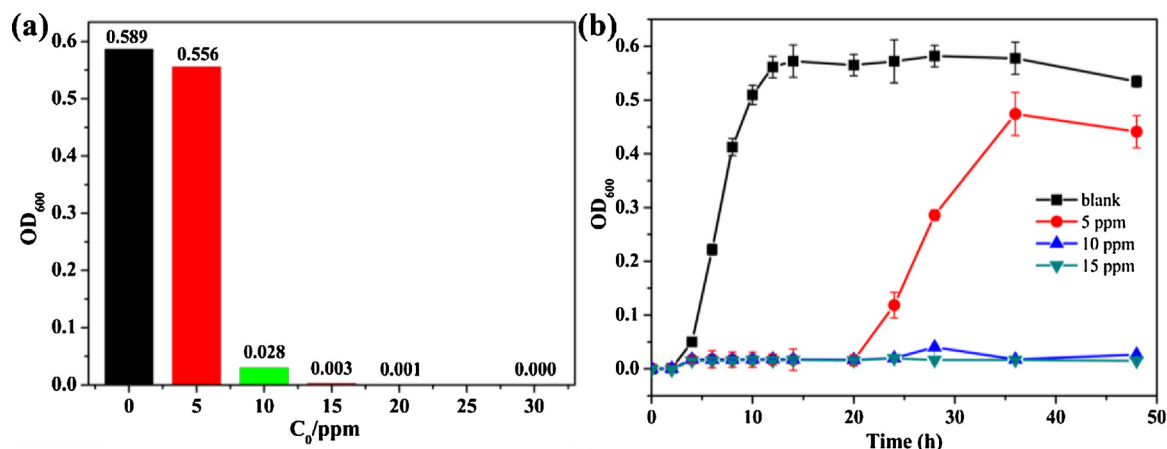 (a)
0.6
0.5
0.4
0.3
0.2
0.1
0.0
OD600
0.589
0.556
0.028
0.003
0.001
0.000
0 5 10 15 20 25 30
C0/ppm
(b)
0.6
0.5
0.4
0.3
0.2
0.1
0.0
OD600
blank
5 ppm
10 ppm
15 ppm
0 10 20 30 40 50
Time (h)